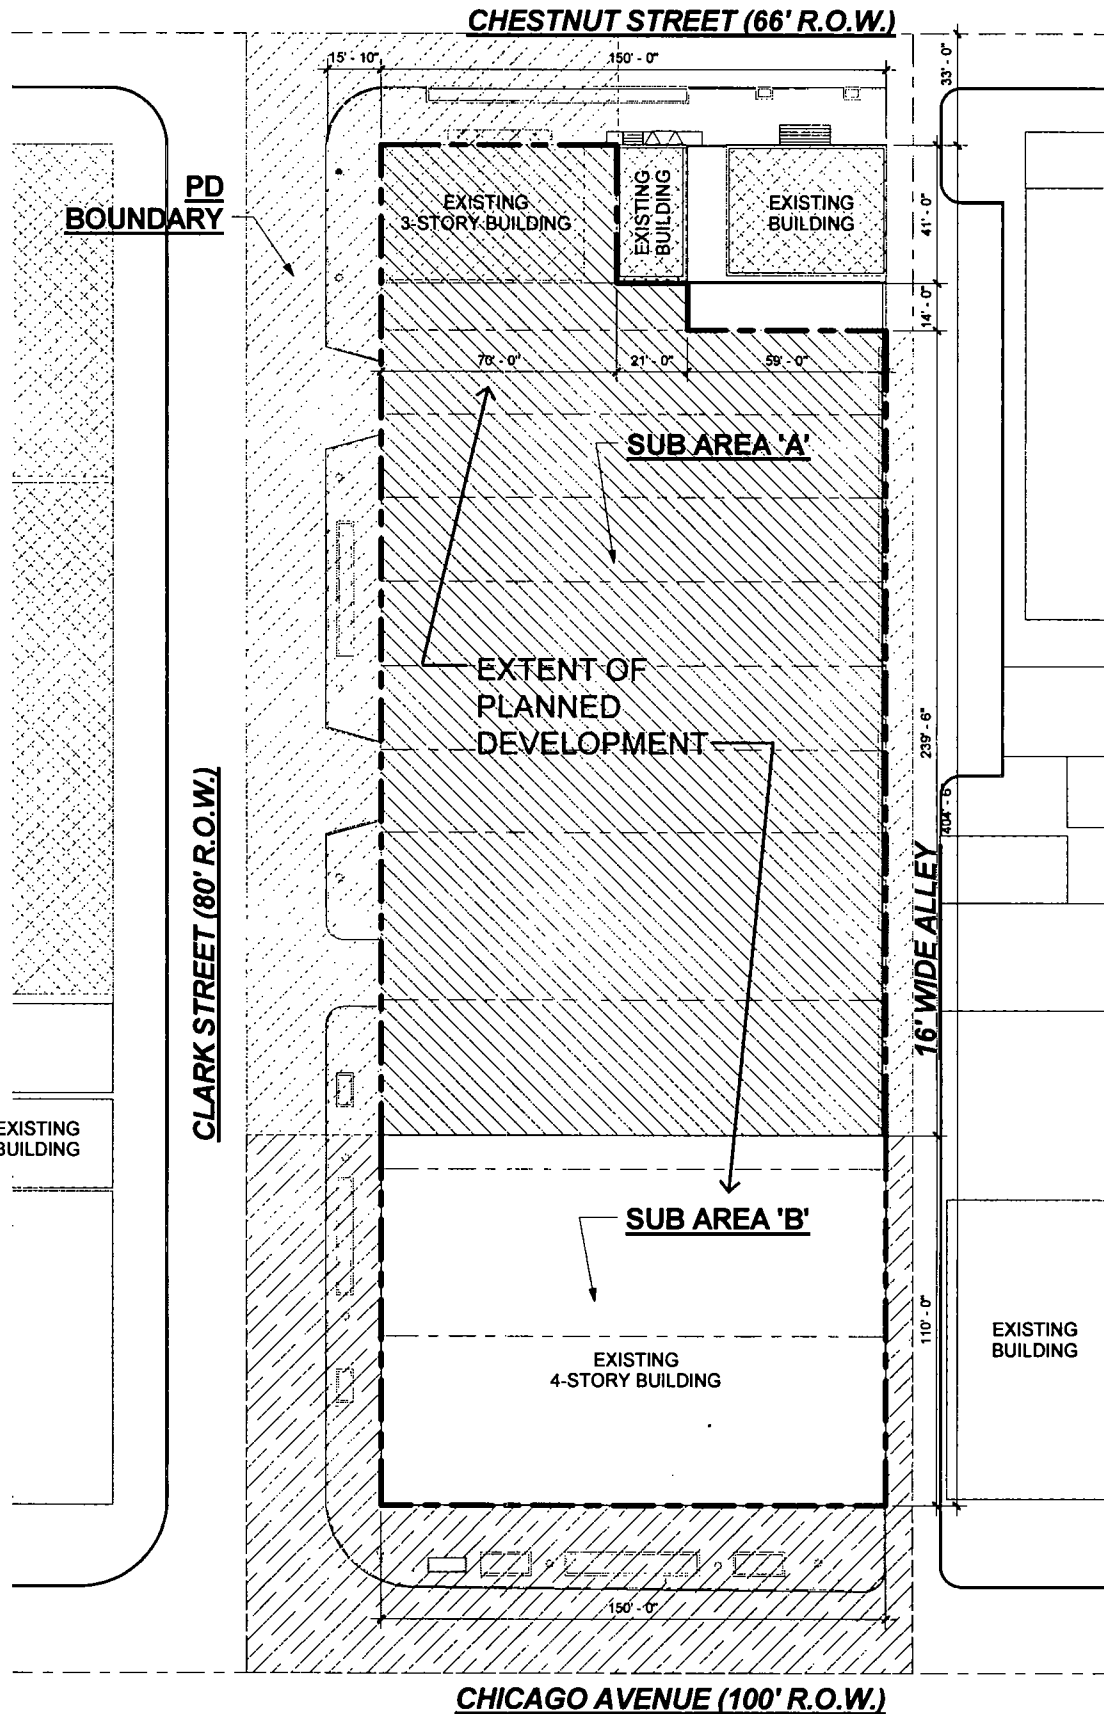 CHESTNUT STREET (66' R.O.W.)
15' - 10"
150' - 0"
33' - 0"
PD
BOUNDARY
EXISTING
3-STORY BUILDING
EXISTING
BUILDING
EXISTING
BUILDING
41' - 0"
14' - 0"
70' - 0"
21' - 0"
59' - 0"
SUB AREA 'A'
EXTENT OF
PLANNED
DEVELOPMENT
239' - 6"
404' - 6"
CLARK STREET (80' R.O.W.)
16' WIDE ALLEY
EXISTING
BUILDING
SUB AREA 'B'
110' - 0"
EXISTING
4-STORY BUILDING
EXISTING
BUILDING
150' - 0"
CHICAGO AVENUE (100' R.O.W.)